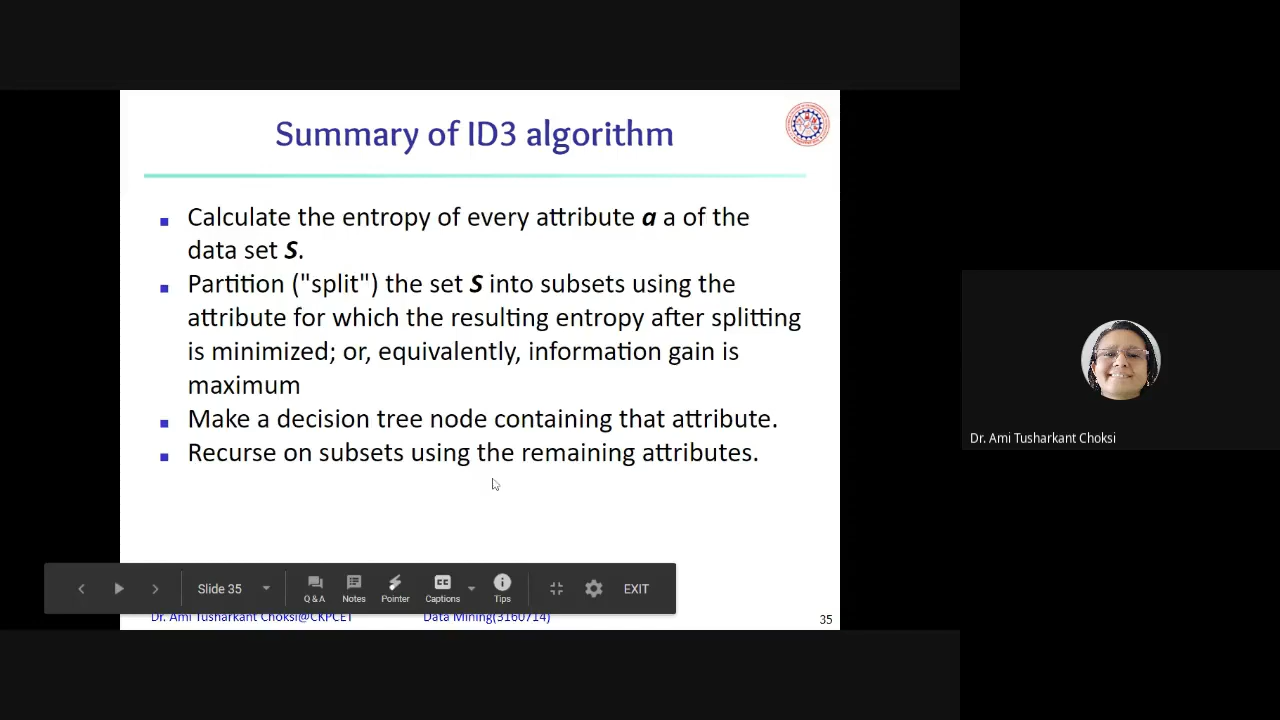 Summary of ID3 algorithm
Calculate the entropy of every attribute a a of the
data set S.
Partition ("split") the set S into subsets using the
attribute for which the resulting entropy after splitting
is minimized; or, equivalently, information gain is
maximum
Make a decision tree node containing that attribute.
Recurse on subsets using the remaining attributes.
Dr. Ami Tusharkant Choksi
Slide 35
Q&A
Notes
Pointer
Captions
Tips
EXIT
Dr. Ami Tusharkant Choksi@CKPCET
Data Mining(3160714)
35